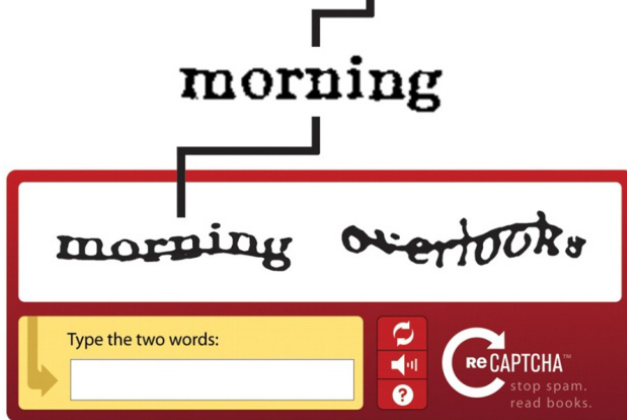 morning
morning overlooks
Type the two words:
ReCAPTCHA™
stop spam.
read books.